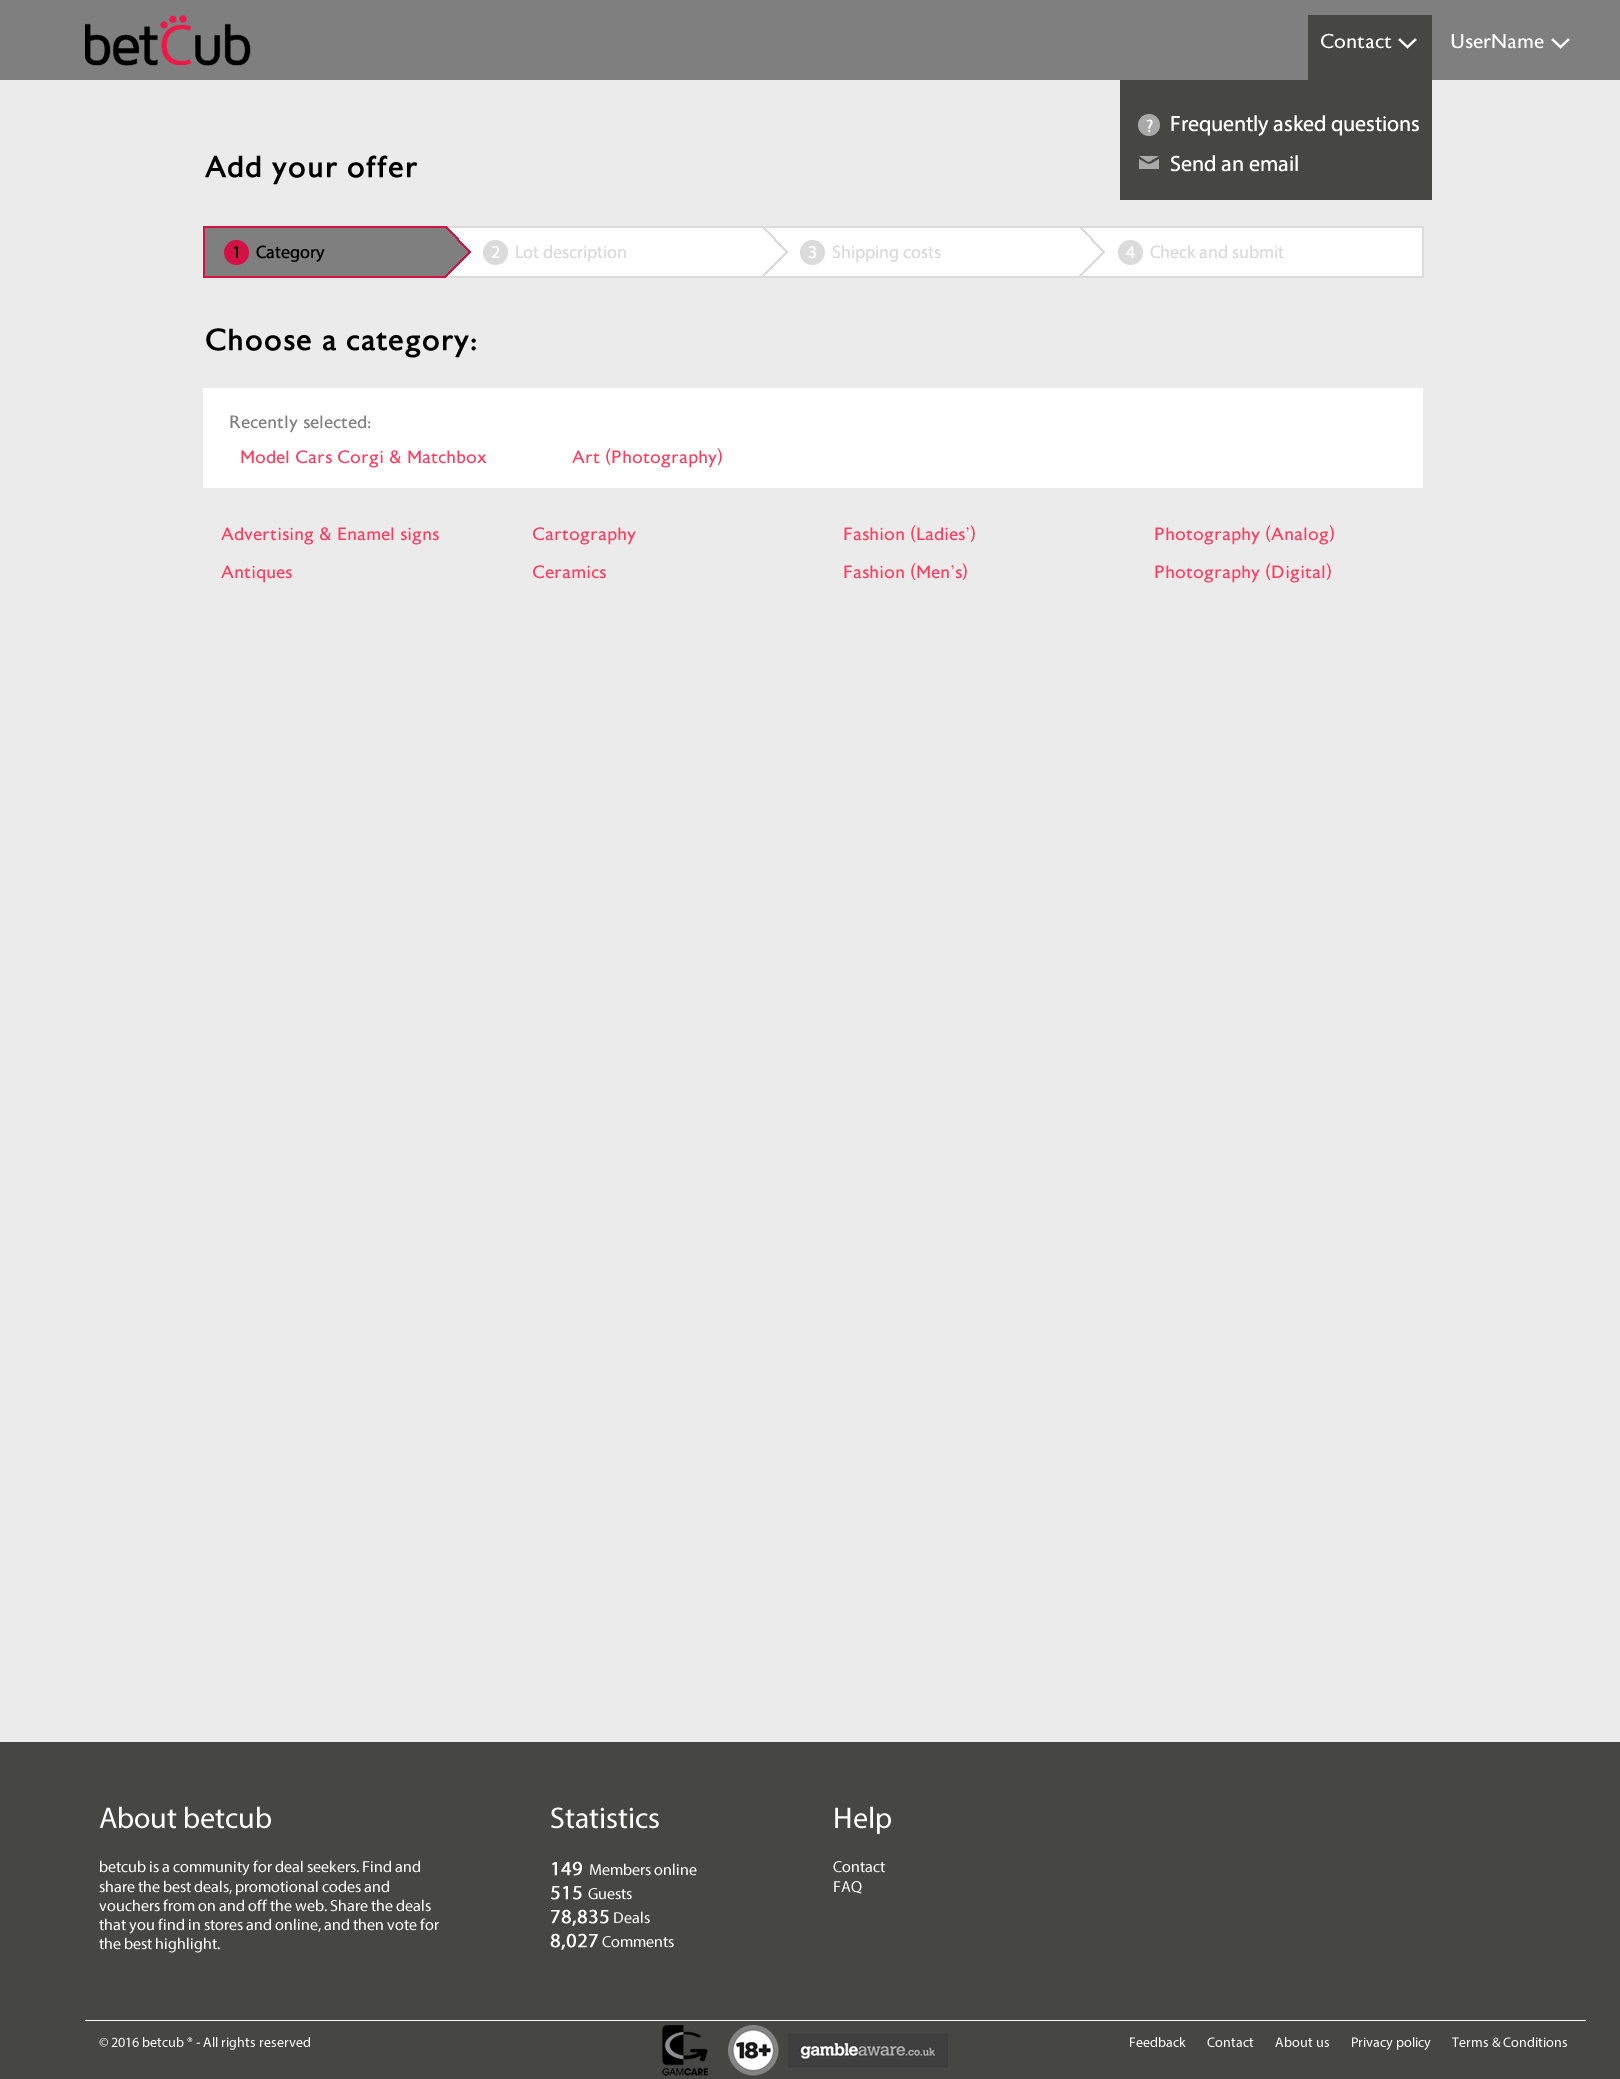 betCub
Contact
UserName
Frequently asked questions
Send an email
Add your offer
1 Category
2 Lot description
3 Shipping costs
4 Check and submit
Choose a category:
Recently selected:
Model Cars Corgi & Matchbox
Art (Photography)
Advertising & Enamel signs
Cartography
Fashion (Ladies')
Photography (Analog)
Antiques
Ceramics
Fashion (Men's)
Photography (Digital)
About betcub
betcub is a community for deal seekers. Find and
share the best deals, promotional codes and
vouchers from on and off the web. Share the deals
that you find in stores and online, and then vote for
the best highlight.
Statistics
149 Members online
515 Guests
78,835 Deals
8,027 Comments
Help
Contact
FAQ
© 2016 betcub ® - All rights reserved
GAMCARE
18+
gambleaware.co.uk
Feedback
Contact
About us
Privacy policy
Terms & Conditions